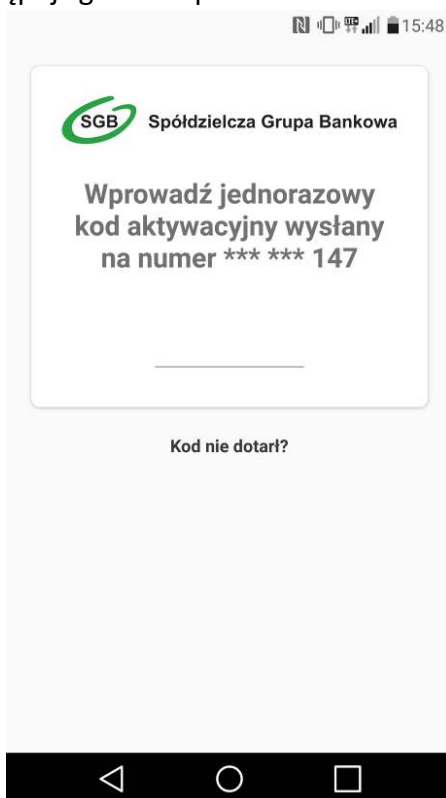 15:48
SGB Spółdzielcza Grupa Bankowa
Wprowadź jednorazowy
kod aktywacyjny wysłany
na numer *** *** 147
Kod nie dotarł?